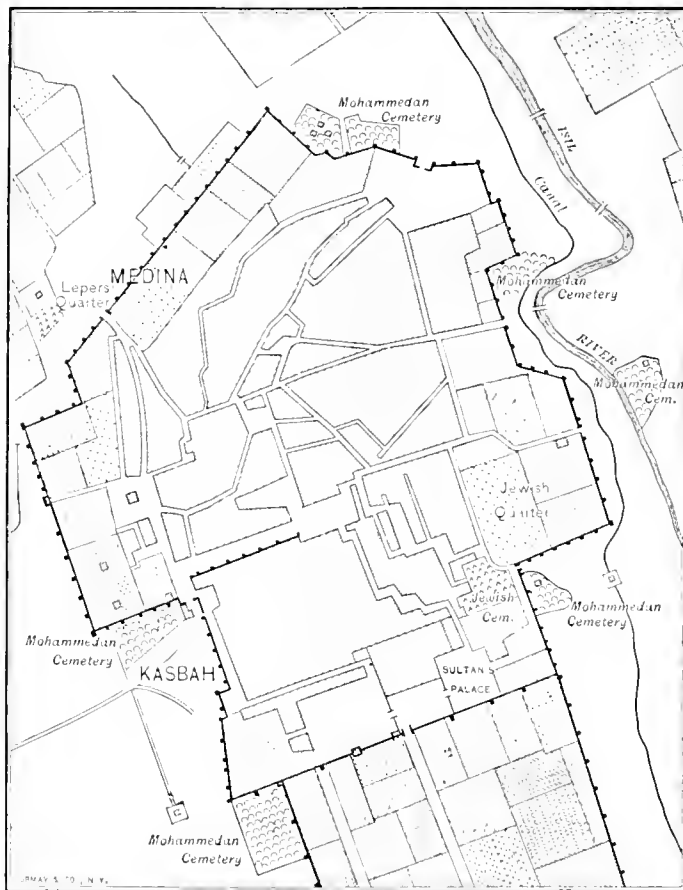 Mohammedan
Cemetery
ISIL
Canal
MEDINA
Lepers'
Quarter
Mohammedan
Cemetery
RIVER
Mohammedan
Cem.
Jewish
Quarter
Jewish
Cem.
Mohammedan
Cemetery
Mohammedan
Cemetery
KASBAH
SULTAN'S
PALACE
Mohammedan
Cemetery
CO., N.Y.